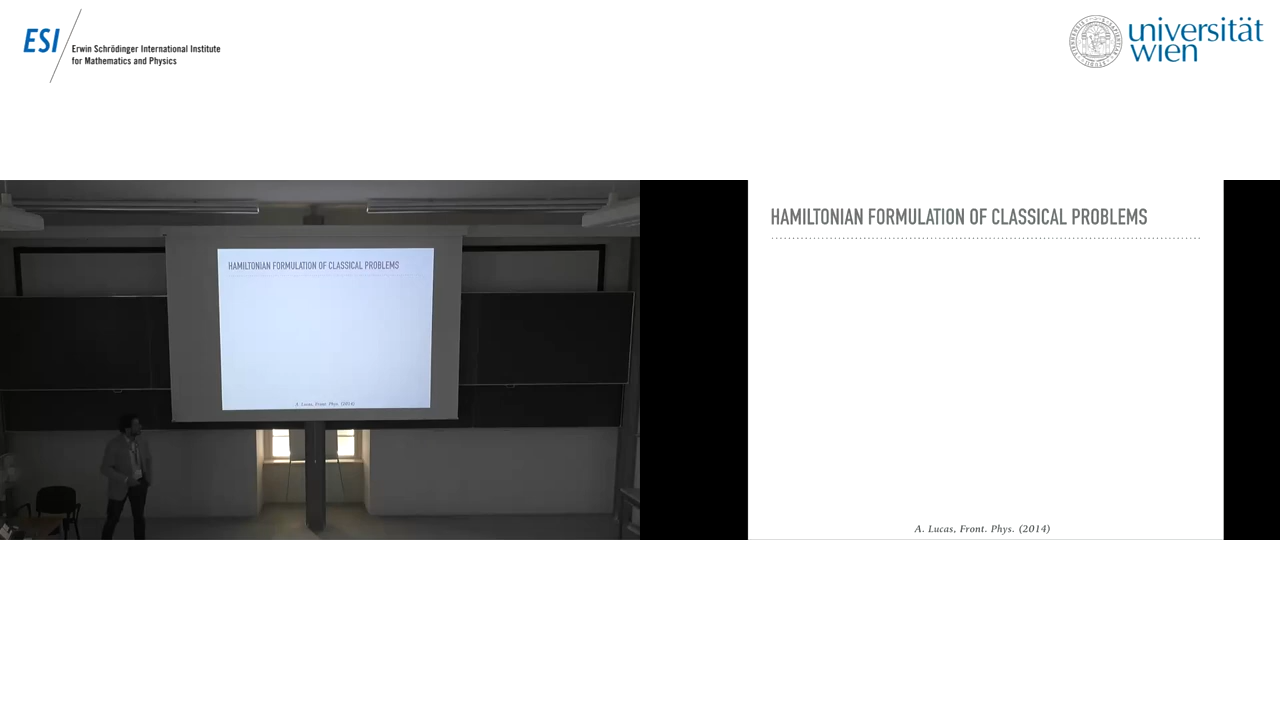 ESI
Erwin Schrödinger International Institute
for Mathematics and Physics
universität
wien
HAMILTONIAN FORMULATION OF CLASSICAL PROBLEMS
A. Lucas, Front. Phys. (2014)
HAMILTONIAN FORMULATION OF CLASSICAL PROBLEMS
A. Lucas, Front. Phys. (2014)